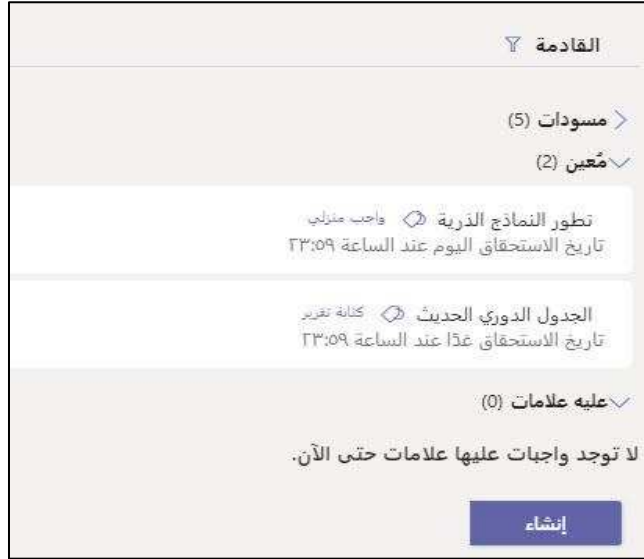 القادمة
مسودات (5)
مُعين (2)
تطور النماذج الذرية واجب منزلي
تاريخ الاستحقاق اليوم عند الساعة ٢٣:٥٩
الجدول الدوري الحديث كتابة تقرير
تاريخ الاستحقاق غدًا عند الساعة ٢٣:٥٩
عليه علامات (0)
لا توجد واجبات عليها علامات حتى الآن.
إنشاء